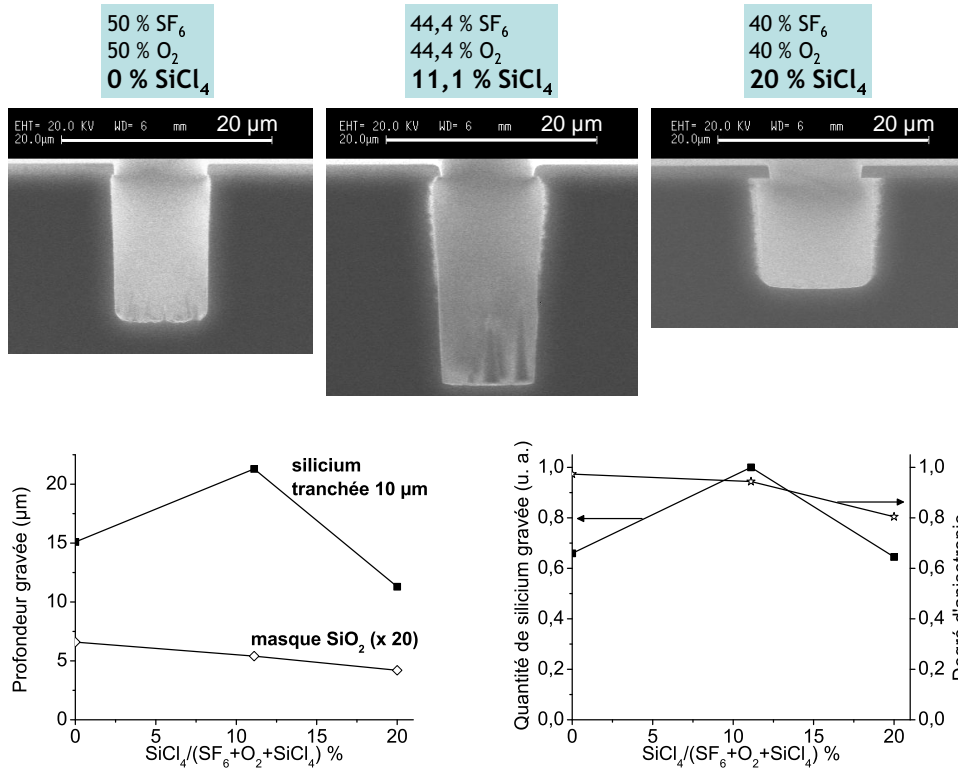 50 % SF6
50 % O2
0 % SiCl4
44,4 % SF6
44,4 % O2
11,1 % SiCl4
40 % SF6
40 % O2
20 % SiCl4
EHT= 20.0 KV WD= 6 mm 20 µm
20.0µm
EHT= 20.0 KV WD= 6 mm 20 µm
20.0µm
EHT= 20.0 KV WD= 6 mm 20 µm
20.0µm
Profondeur gravée (µm)
20
15
10
5
0
silicium
tranchée 10 µm
masque SiO2 (x 20)
0 5 10 15 20
SiCl4/(SF6+O2+SiCl4) %
Quantité de silicium gravée (u. a.)
1,0
0,8
0,6
0,4
0,2
0,0
1,0
0,8
0,6
0,4
0,2
0,0
Degré d'anisotropie
0 5 10 15 20
SiCl4/(SF6+O2+SiCl4) %